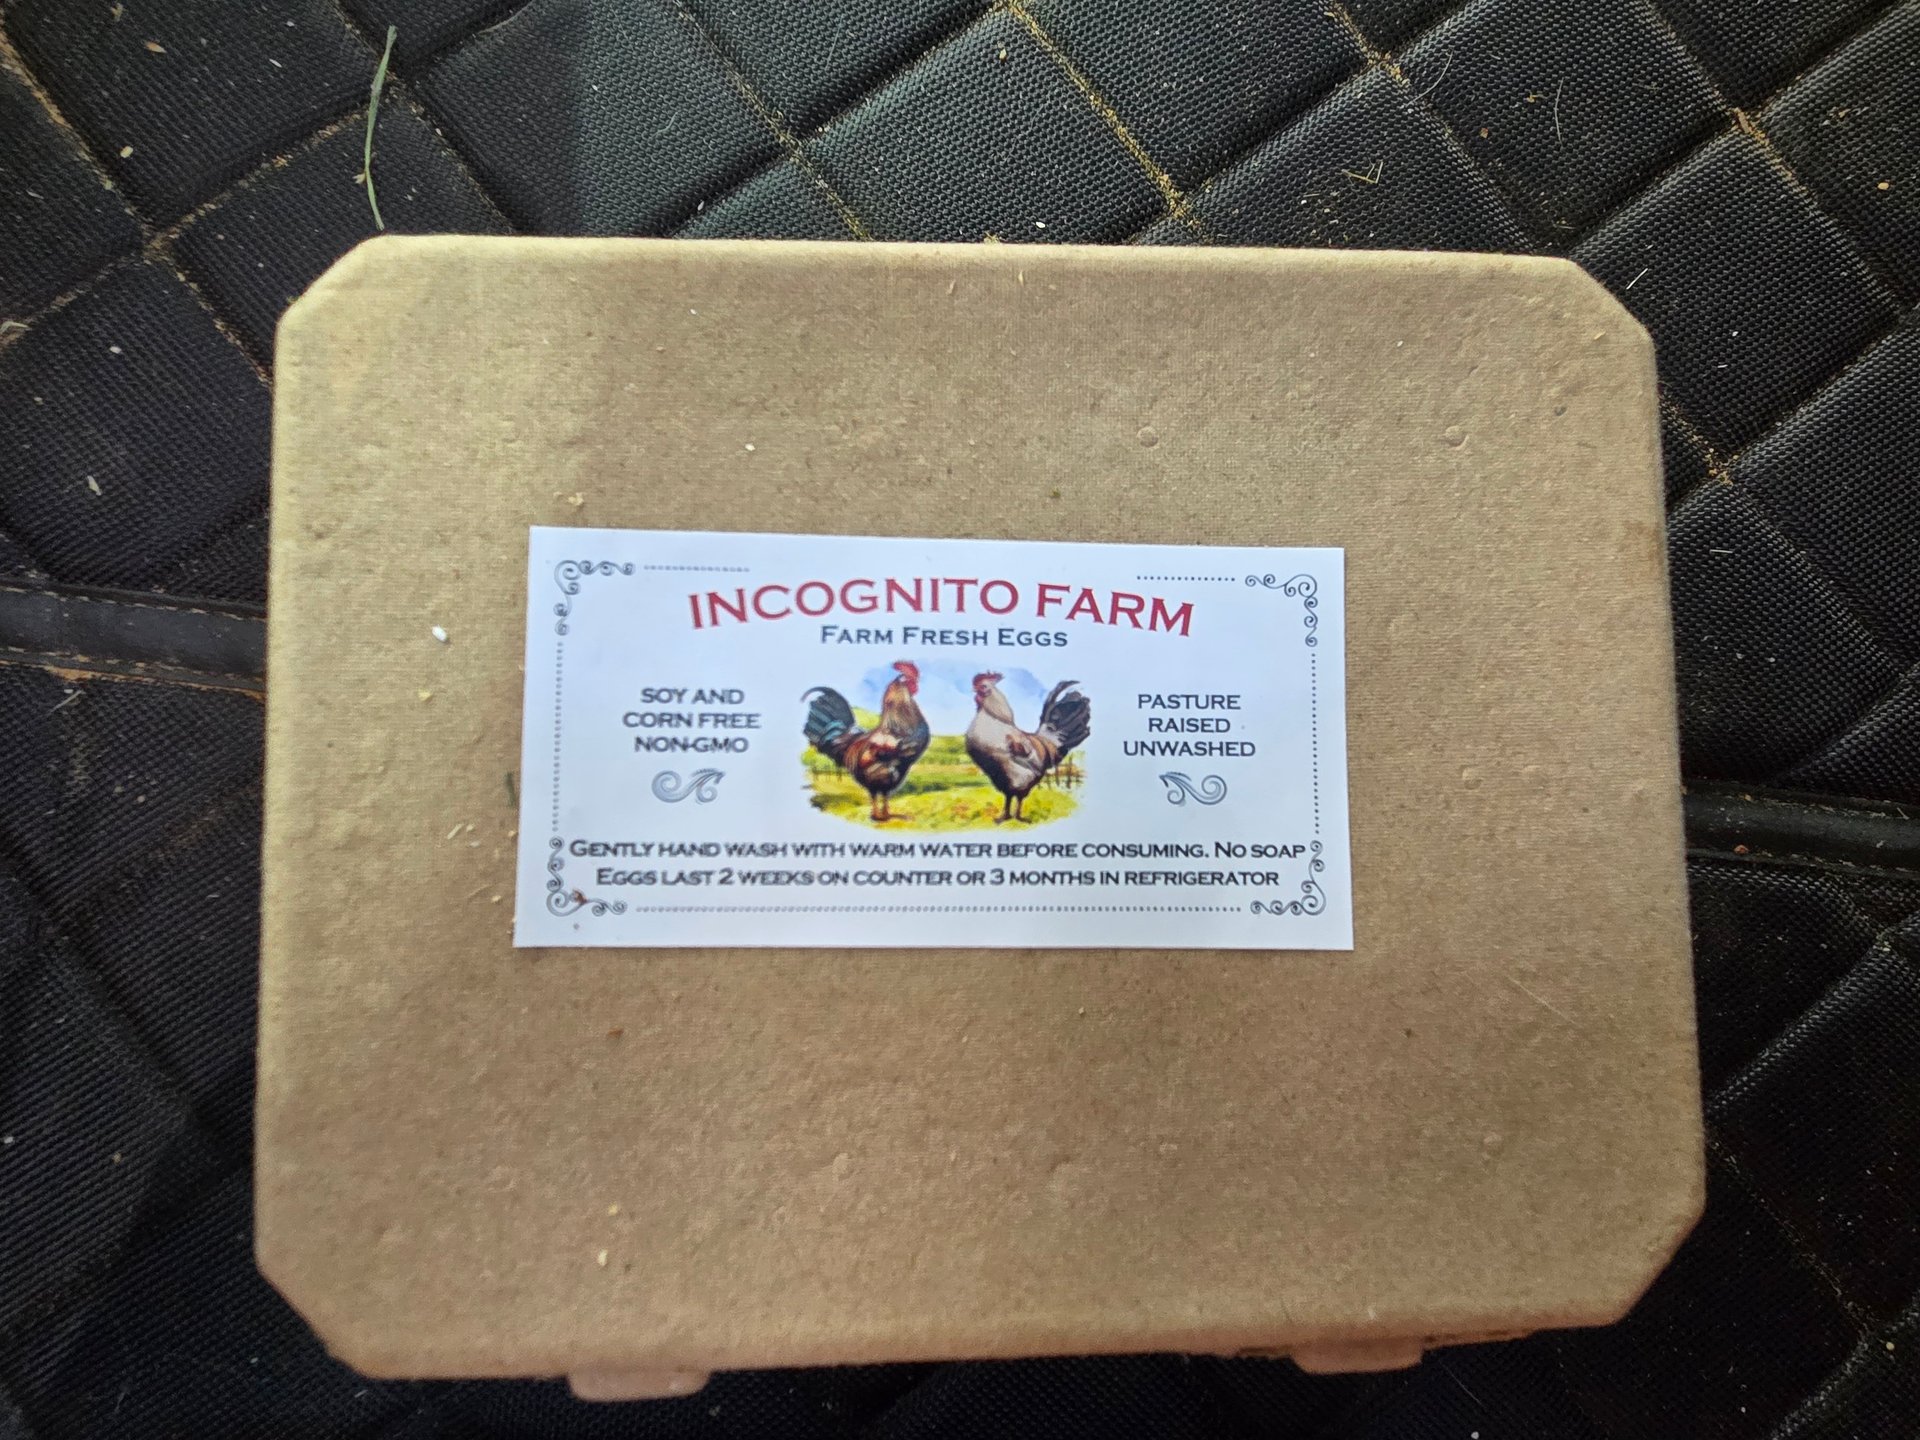 INCOGNITO FARM
FARM FRESH EGGS
SOY AND
CORN FREE
NON-GMO
PASTURE
RAISED
UNWASHED
GENTLY HAND WASH WITH WARM WATER BEFORE CONSUMING. NO SOAP
EGGS LAST 2 WEEKS ON COUNTER OR 3 MONTHS IN REFRIGERATOR